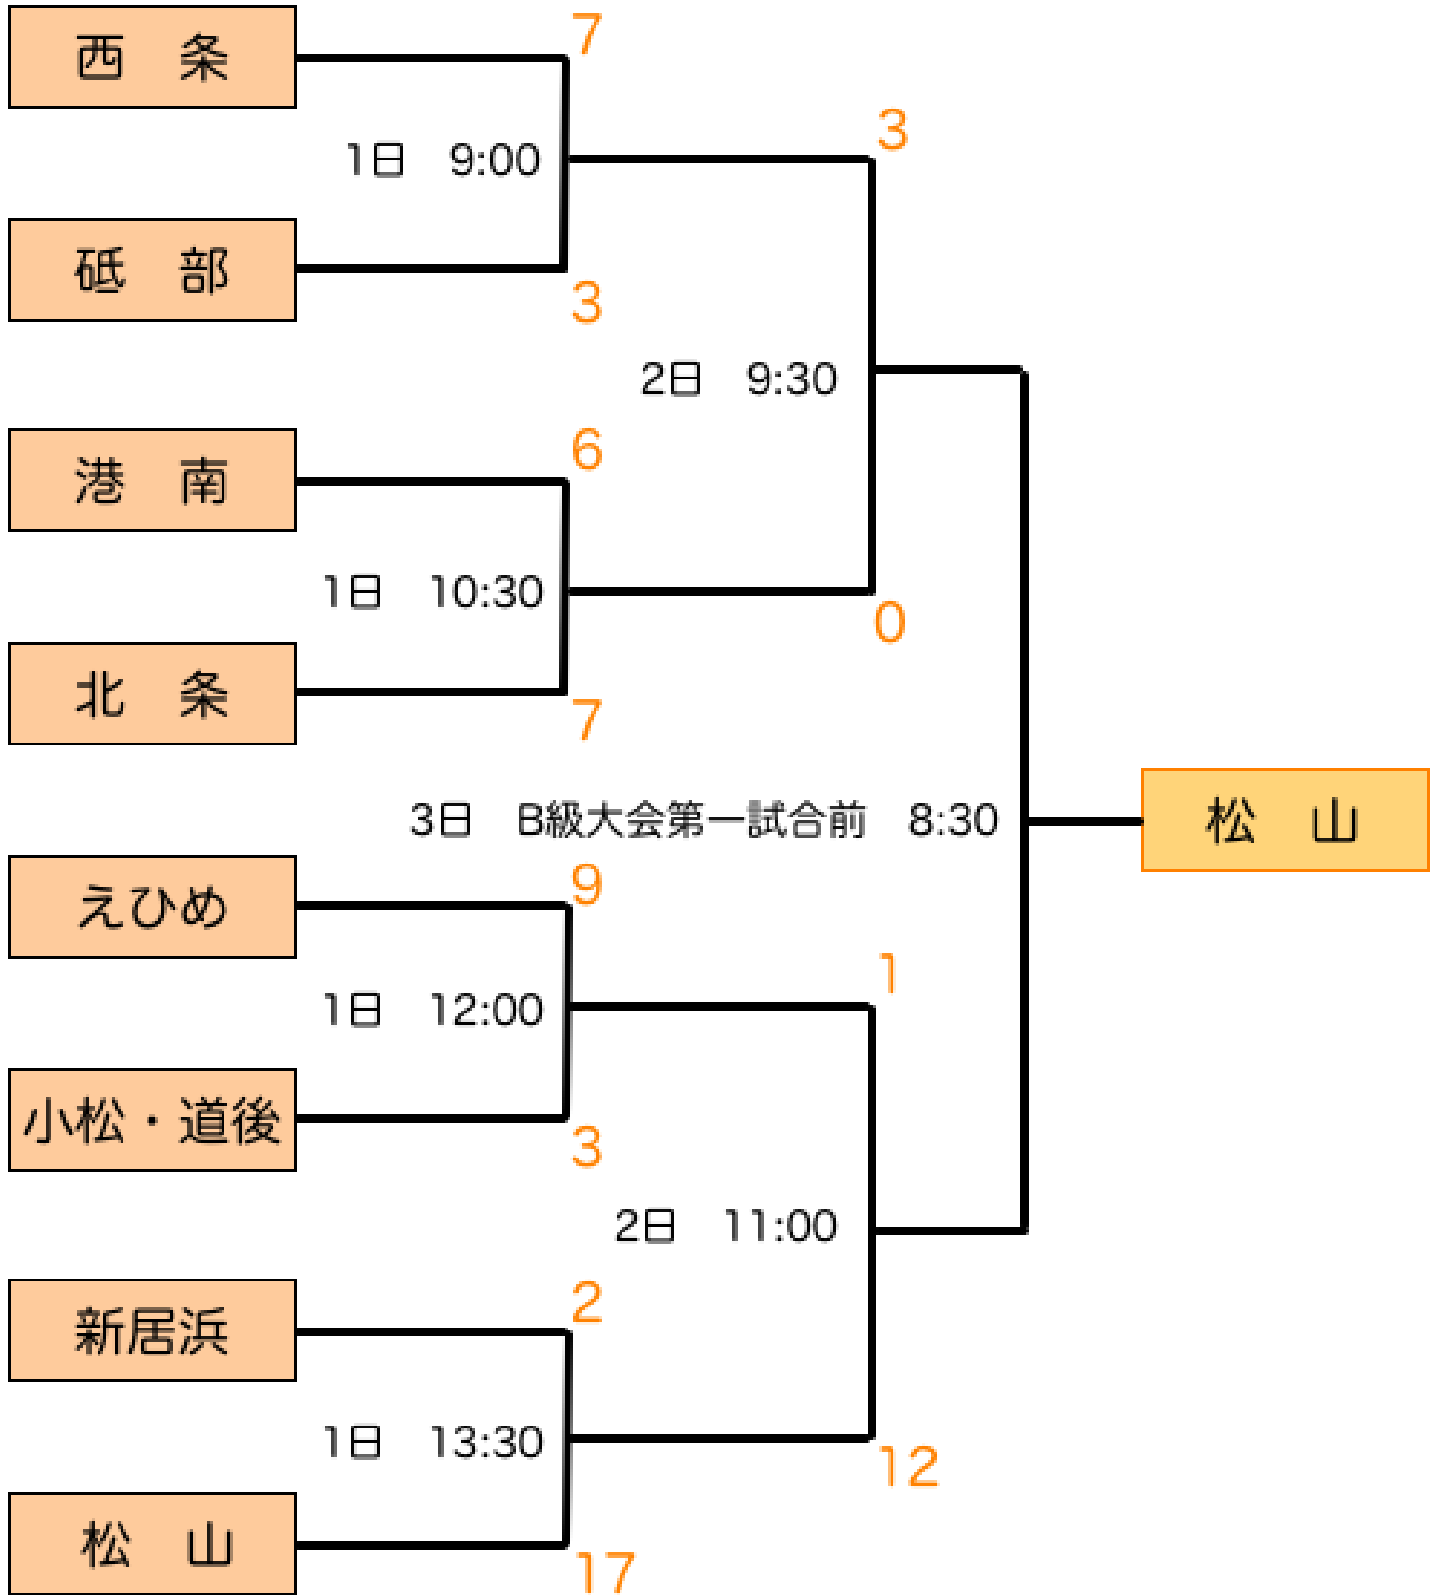 西　条
7
1日　9:00
3
砥　部
3
2日　9:30
港　南
6
1日　10:30
0
北　条
7
3日　B級大会第一試合前　8:30
松　山
えひめ
9
1日　12:00
1
小松・道後
3
2日　11:00
新居浜
2
1日　13:30
12
松　山
17